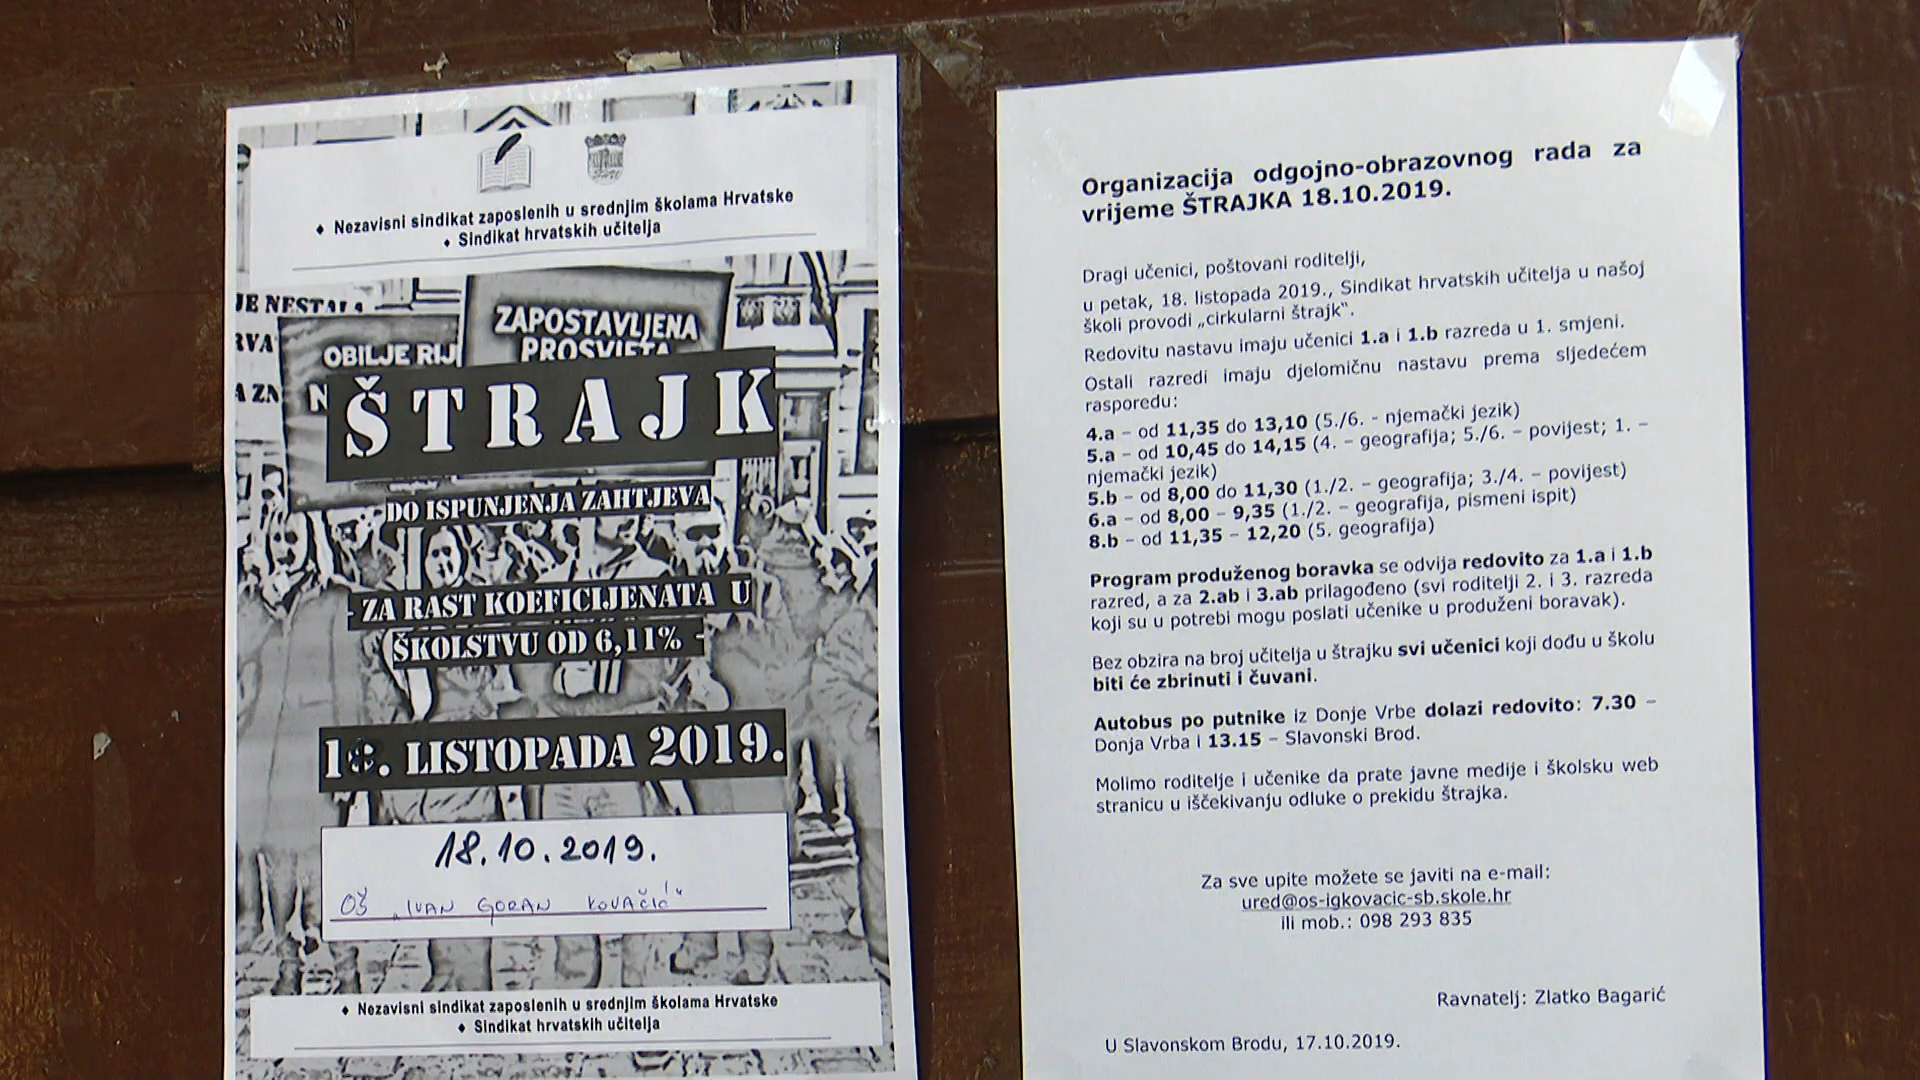 ♦ Nezavisni sindikat zaposlenih u srednjim školama Hrvatske
♦ Sindikat hrvatskih učitelja
JE NESTALA
ZAPOSTAVLJENA
PROSVJETA
OBILJE RIJ
RVA
A ZN
N
ŠTRAJK
DO ISPUNJENJA ZAHTJEVA
- ZA RAST KOEFICIJENATA U
ŠKOLSTVU OD 6,11% -
18. LISTOPADA 2019.
18.10.2019.
OŠ „IVAN GORAN KOVAČIĆ“
♦ Nezavisni sindikat zaposlenih u srednjim školama Hrvatske
♦ Sindikat hrvatskih učitelja
Organizacija odgojno-obrazovnog rada za
vrijeme ŠTRAJKA 18.10.2019.
Dragi učenici, poštovani roditelji,
u petak, 18. listopada 2019., Sindikat hrvatskih učitelja u našoj
školi provodi „cirkularni štrajk“.
Redovitu nastavu imaju učenici 1.a i 1.b razreda u 1. smjeni.
Ostali razredi imaju djelomičnu nastavu prema sljedećem
rasporedu:
4.a – od 11,35 do 13,10 (5./6. - njemački jezik)
5.a – od 10,45 do 14,15 (4. – geografija; 5./6. – povijest; 1. –
njemački jezik)
5.b – od 8,00 do 11,30 (1./2. – geografija; 3./4. – povijest)
6.a – od 8,00 – 9,35 (1./2. – geografija, pismeni ispit)
8.b – od 11,35 – 12,20 (5. geografija)
Program produženog boravka se odvija redovito za 1.a i 1.b
razred, a za 2.ab i 3.ab prilagođeno (svi roditelji 2. i 3. razreda
koji su u potrebi mogu poslati učenike u produženi boravak).
Bez obzira na broj učitelja u štrajku svi učenici koji dođu u školu
biti će zbrinuti i čuvani.
Autobus po putnike iz Donje Vrbe dolazi redovito: 7.30 –
Donja Vrba i 13.15 – Slavonski Brod.
Molimo roditelje i učenike da prate javne medije i školsku web
stranicu u iščekivanju odluke o prekidu štrajka.
Za sve upite možete se javiti na e-mail:
ured@os-igkovacic-sb.skole.hr
ili mob.: 098 293 835
Ravnatelj: Zlatko Bagarić
U Slavonskom Brodu, 17.10.2019.